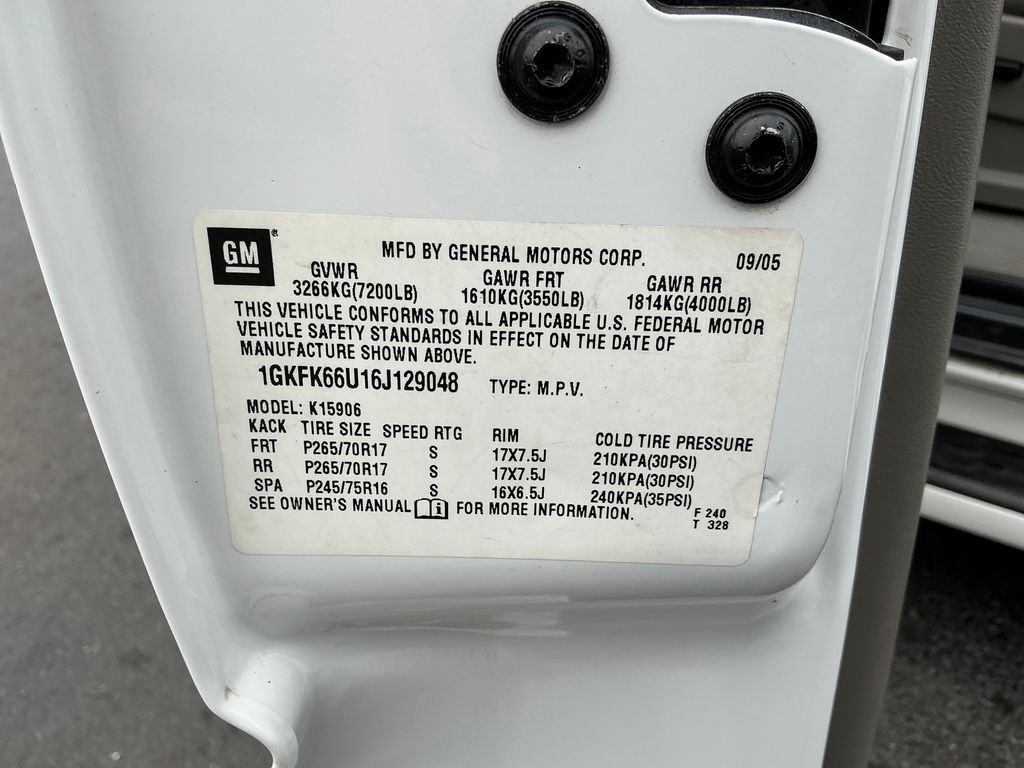 GM
MFD BY GENERAL MOTORS CORP. 09/05
GVWR GAWR FRT GAWR RR
3266KG(7200LB) 1610KG(3550LB) 1814KG(4000LB)
THIS VEHICLE CONFORMS TO ALL APPLICABLE U.S. FEDERAL MOTOR
VEHICLE SAFETY STANDARDS IN EFFECT ON THE DATE OF
MANUFACTURE SHOWN ABOVE.
1GKFK66U16J129048 TYPE: M.P.V.
MODEL: K15906
KACK TIRE SIZE SPEED RTG RIM COLD TIRE PRESSURE
FRT P265/70R17 S 17X7.5J 210KPA(30PSI)
RR P265/70R17 S 17X7.5J 210KPA(30PSI)
SPA P245/75R16 S 16X6.5J 240KPA(35PSI)
SEE OWNER'S MANUAL FOR MORE INFORMATION.
F 240
T 328